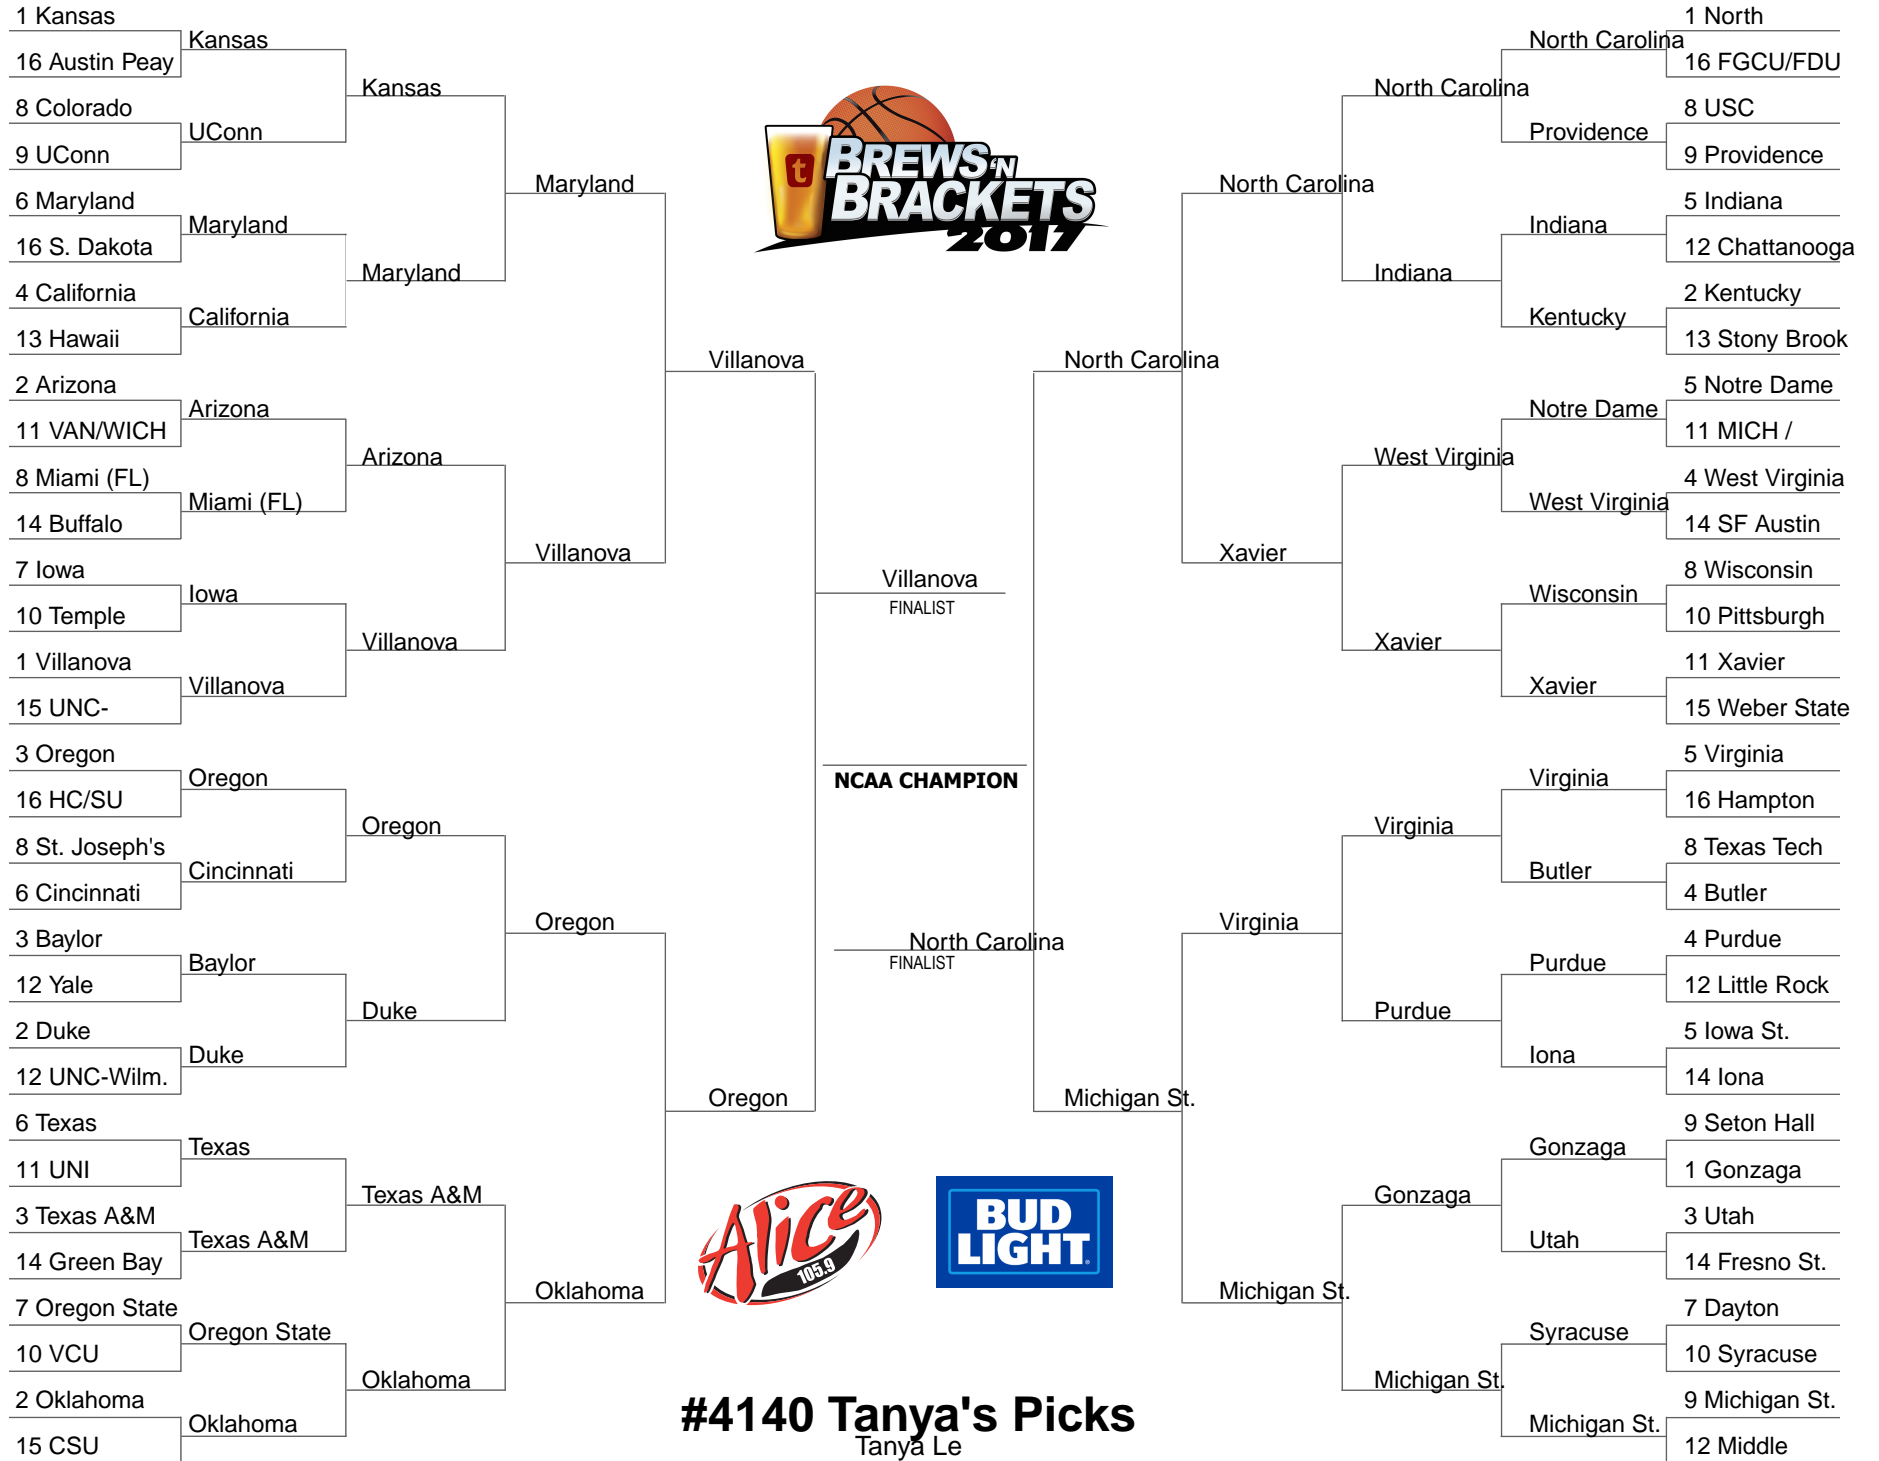 1 Kansas
16 Austin Peay
8 Colorado
9 UConn
6 Maryland
16 S. Dakota
4 California
13 Hawaii
2 Arizona
11 VAN/WICH
8 Miami (FL)
14 Buffalo
7 Iowa
10 Temple
1 Villanova
15 UNC-
3 Oregon
16 HC/SU
8 St. Joseph's
6 Cincinnati
3 Baylor
12 Yale
2 Duke
12 UNC-Wilm.
6 Texas
11 UNI
3 Texas A&M
14 Green Bay
7 Oregon State
10 VCU
2 Oklahoma
15 CSU
Kansas
UConn
Maryland
California
Arizona
Miami (FL)
Iowa
Villanova
Oregon
Cincinnati
Baylor
Duke
Texas
Texas A&M
Oregon State
Oklahoma
Kansas
Maryland
Arizona
Villanova
Oregon
Duke
Texas A&M
Oklahoma
Maryland
Villanova
Oregon
Oklahoma
Villanova
Oregon
t
BREWS 'N
BRACKETS
2017
Villanova
FINALIST
NCAA CHAMPION
North Carolina
FINALIST
Alice
105.9
BUD
LIGHT
#4140 Tanya's Picks
Tanya Le
North Carolina
Michigan St.
North Carolina
Xavier
Virginia
Michigan St.
North Carolina
Indiana
West Virginia
Xavier
Virginia
Purdue
Gonzaga
Michigan St.
North Carolina
Providence
Indiana
Kentucky
Notre Dame
West Virginia
Wisconsin
Xavier
Virginia
Butler
Purdue
Iona
Gonzaga
Utah
Syracuse
Michigan St.
1 North
16 FGCU/FDU
8 USC
9 Providence
5 Indiana
12 Chattanooga
2 Kentucky
13 Stony Brook
5 Notre Dame
11 MICH /
4 West Virginia
14 SF Austin
8 Wisconsin
10 Pittsburgh
11 Xavier
15 Weber State
5 Virginia
16 Hampton
8 Texas Tech
4 Butler
4 Purdue
12 Little Rock
5 Iowa St.
14 Iona
9 Seton Hall
1 Gonzaga
3 Utah
14 Fresno St.
7 Dayton
10 Syracuse
9 Michigan St.
12 Middle